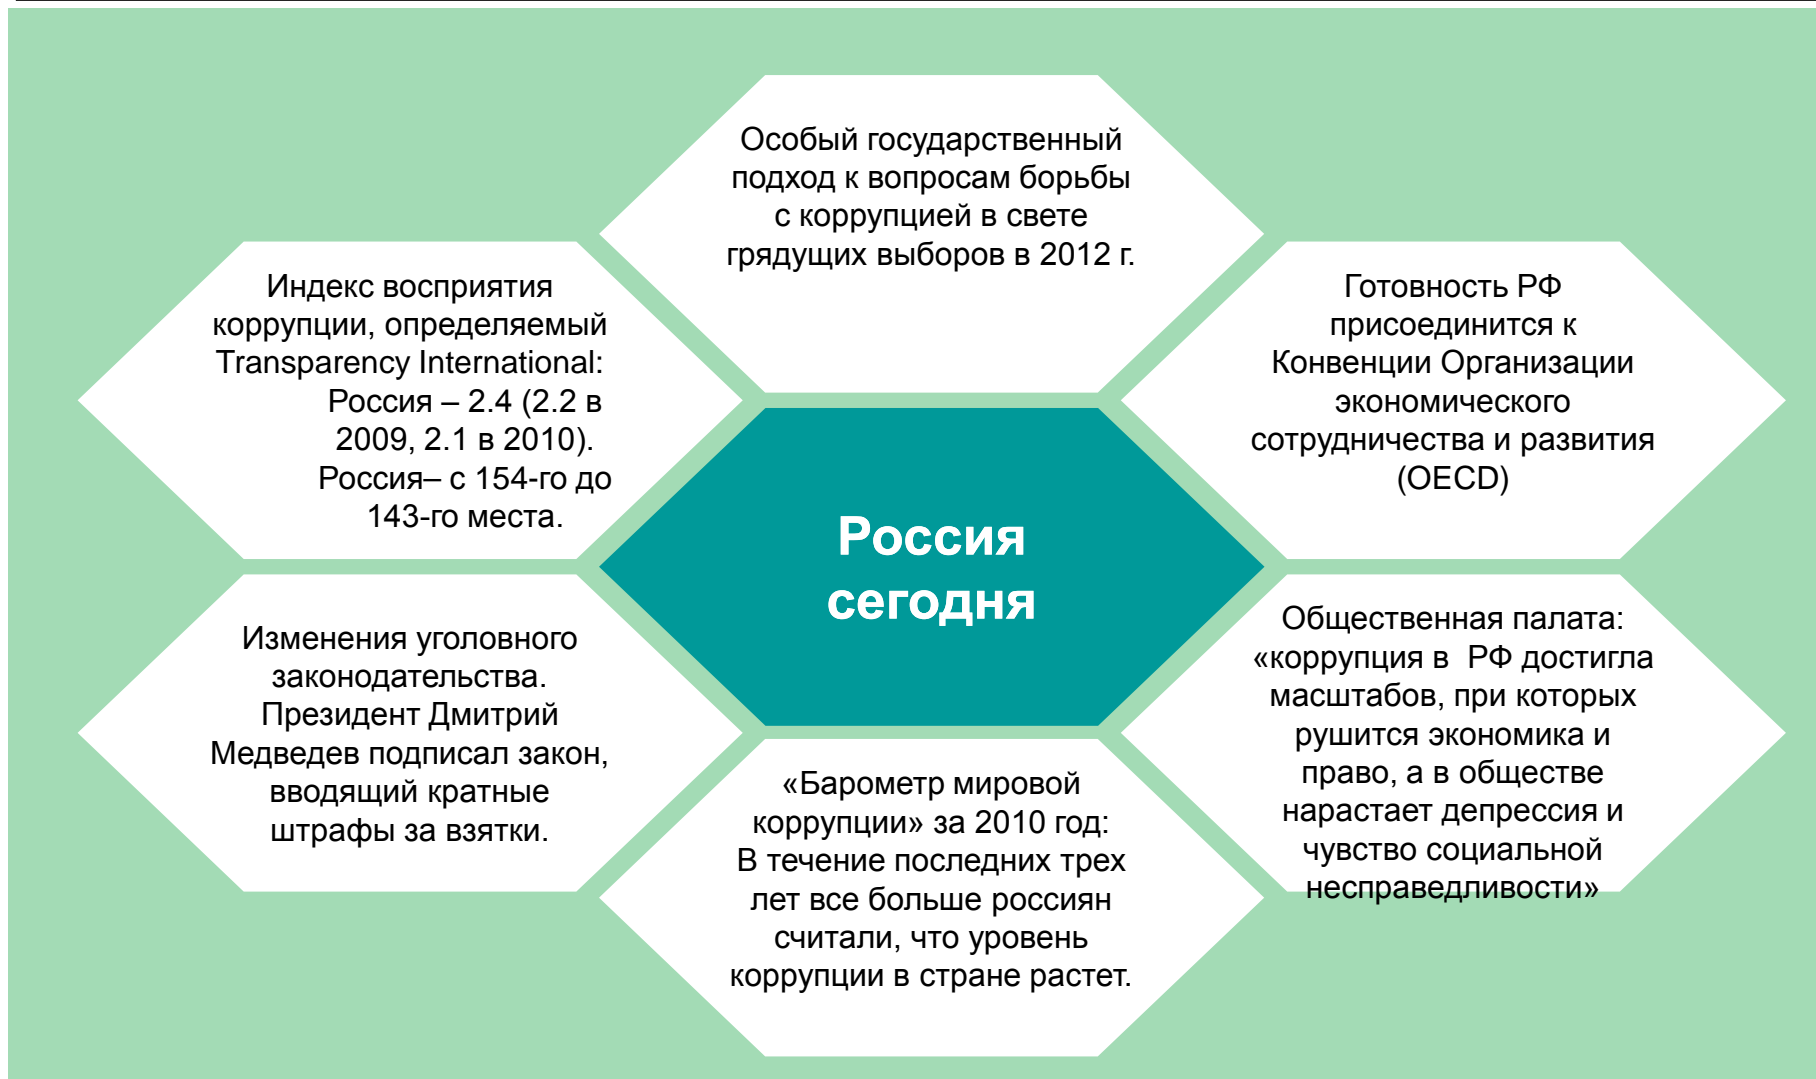 Особый государственный
подход к вопросам борьбы
с коррупцией в свете
грядущих выборов в 2012 г.
Индекс восприятия
коррупции, определяемый
Transparency International:
Россия – 2.4 (2.2 в
2009, 2.1 в 2010).
Россия– с 154-го до
143-го места.
Готовность РФ
присоединится к
Конвенции Организации
экономического
сотрудничества и развития
(OECD)
Россия
сегодня
Изменения уголовного
законодательства.
Президент Дмитрий
Медведев подписал закон,
вводящий кратные
штрафы за взятки.
Общественная палата:
«коррупция в  РФ достигла
масштабов, при которых
рушится экономика и
право, а в обществе
нарастает депрессия и
чувство социальной
несправедливости»
«Барометр мировой
коррупции» за 2010 год:
В течение последних трех
лет все больше россиян
считали, что уровень
коррупции в стране растет.